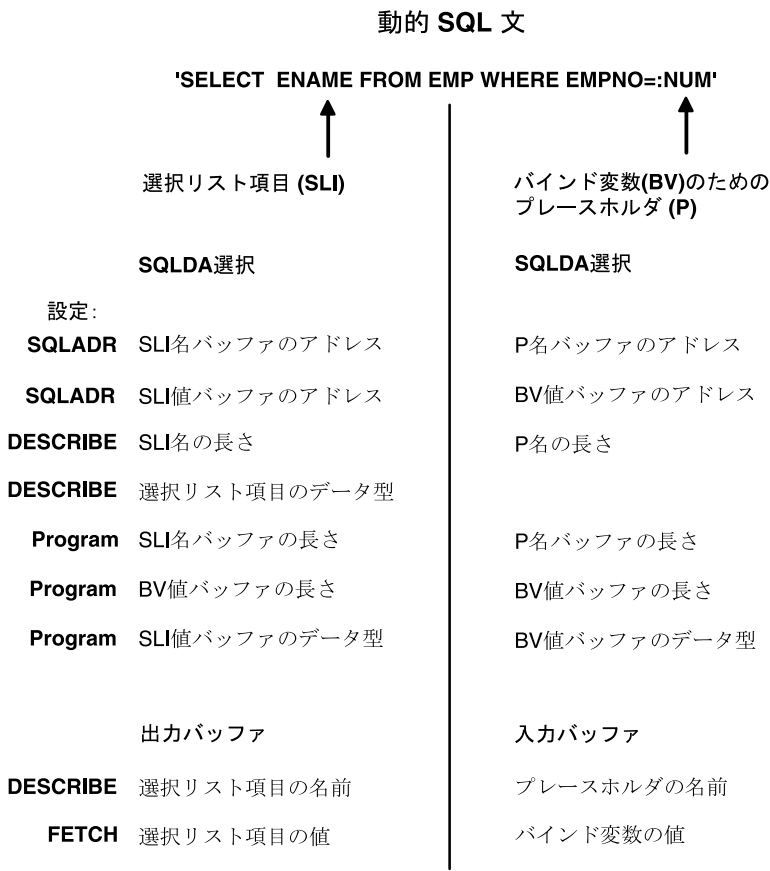 動的 SQL 文
'SELECT ENAME FROM EMP WHERE EMPNO=:NUM'
選択リスト項目 (SLI)
バインド変数(BV)のための
プレースホルダ (P)
SQLDA選択
SQLDA選択
設定:
SQLADR SLI名バッファのアドレス P名バッファのアドレス
SQLADR SLI値バッファのアドレス BV値バッファのアドレス
DESCRIBE SLI名の長さ P名の長さ
DESCRIBE 選択リスト項目のデータ型
Program SLI名バッファの長さ P名バッファの長さ
Program BV値バッファの長さ BV値バッファの長さ
Program SLI値バッファのデータ型 BV値バッファのデータ型
出力バッファ 入力バッファ
DESCRIBE 選択リスト項目の名前 プレースホルダの名前
FETCH 選択リスト項目の値 バインド変数の値